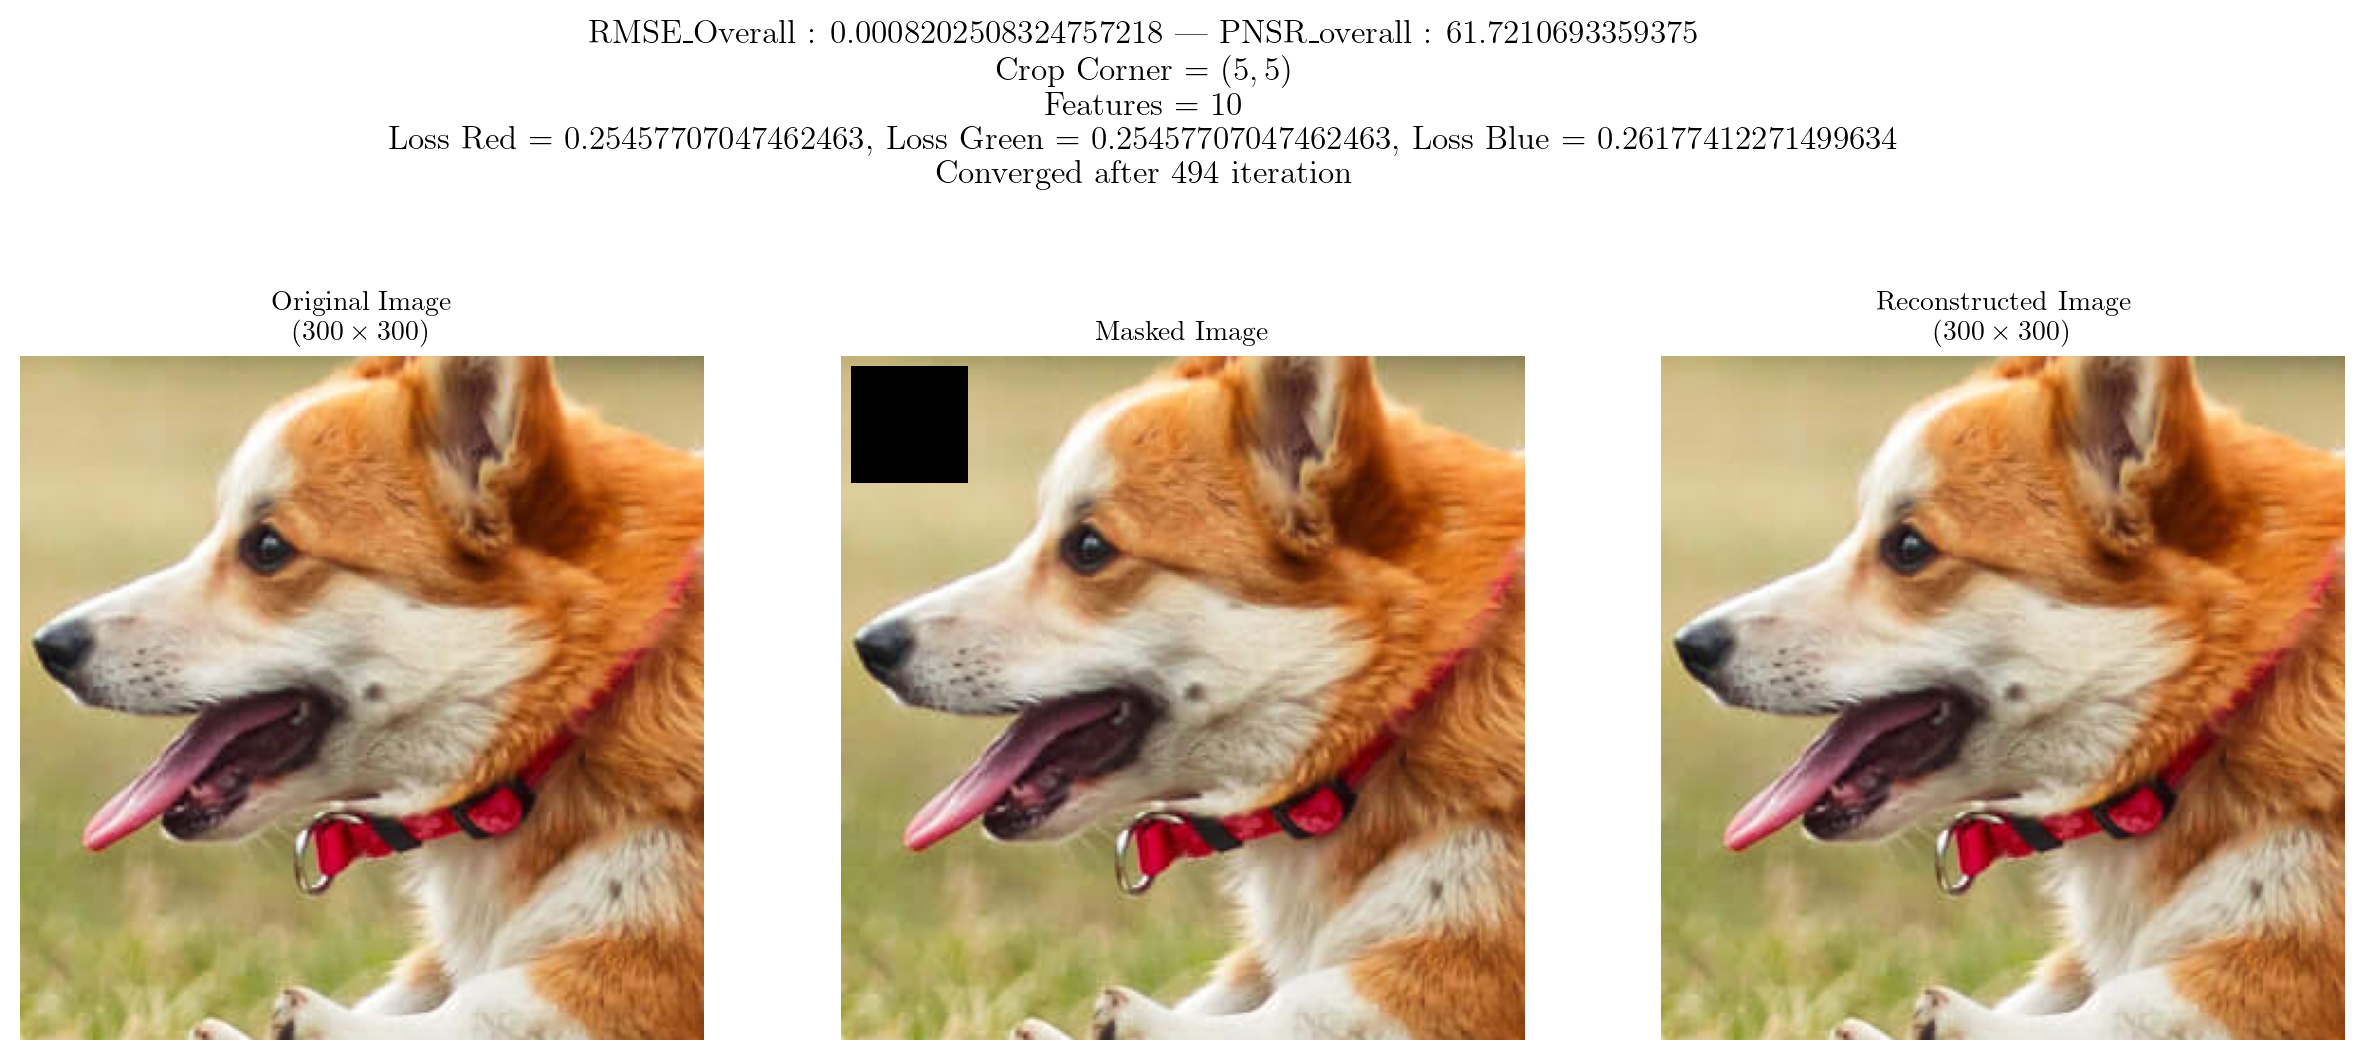 RMSE_Overall : 0.0008202508324757218 — PNSR_overall : 61.7210693359375
Crop Corner = (5, 5)
Features = 10
Loss Red = 0.25457707047462463, Loss Green = 0.25457707047462463, Loss Blue = 0.26177412271499634
Converged after 494 iteration
Original Image
(300 × 300)
Masked Image
Reconstructed Image
(300 × 300)